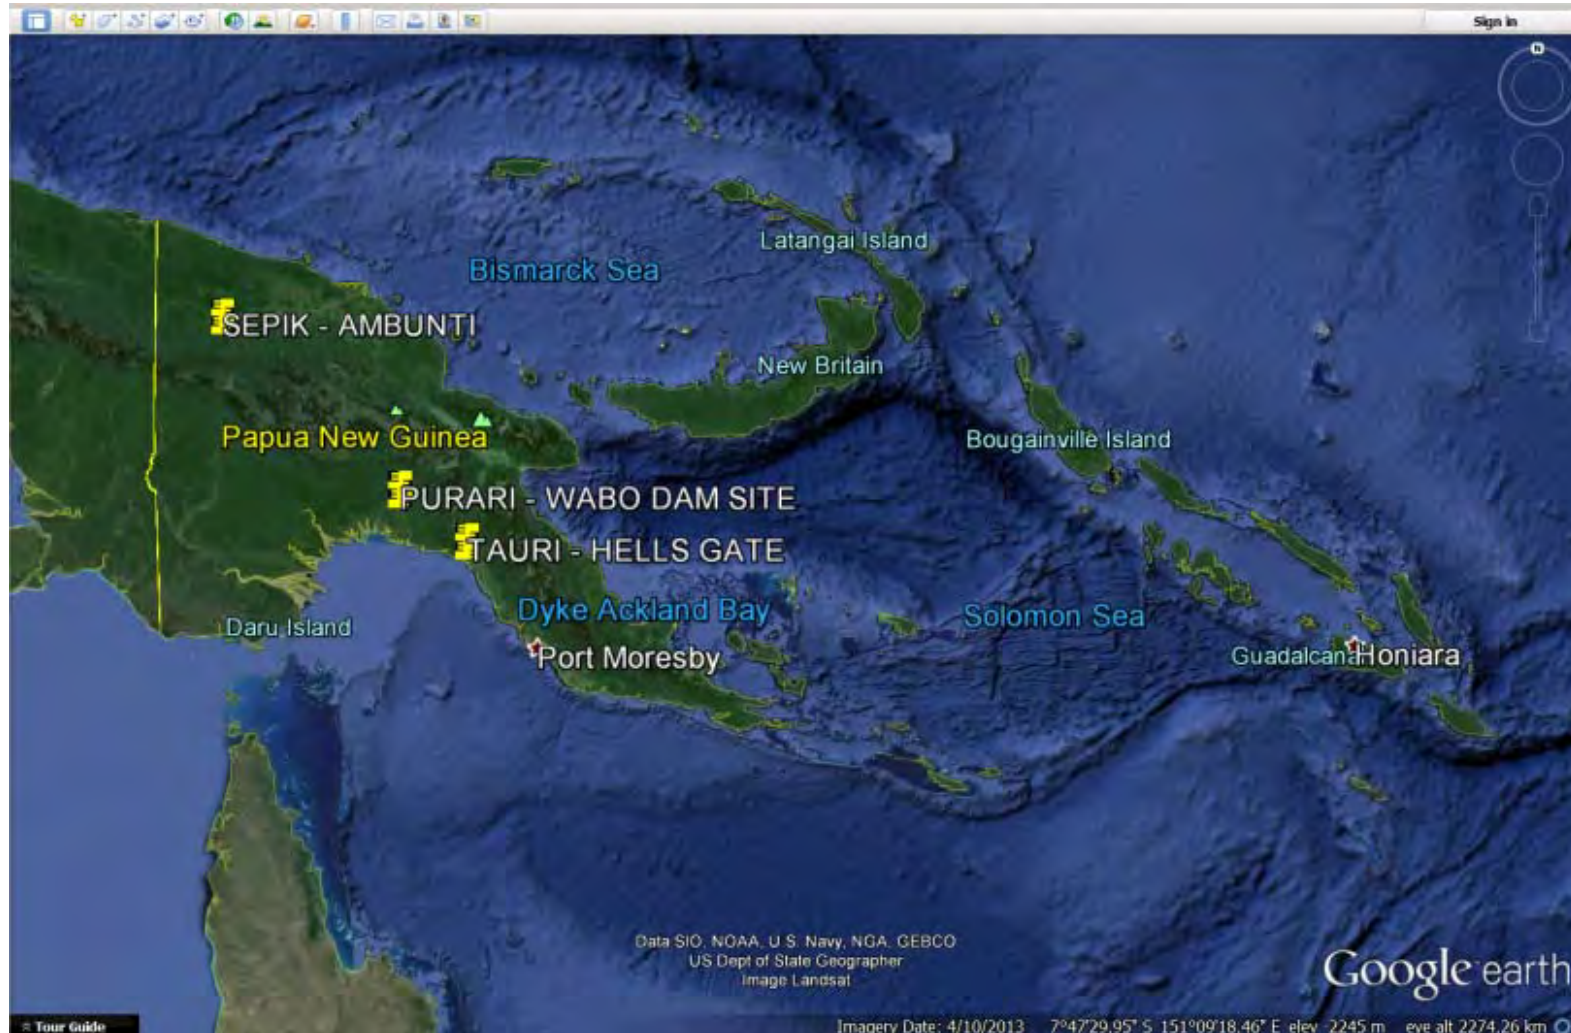 Sign in
N
Latangai Island
Bismarck Sea
SEPIK - AMBUNTI
New Britain
Papua New Guinea
Bougainville Island
PURARI - WABO DAM SITE
TAURI - HELLS GATE
Dyke Ackland Bay
Solomon Sea
Daru Island
Port Moresby
Guadalcana
Honiara
Data SIO, NOAA, U.S. Navy, NGA, GEBCO
US Dept of State Geographer
Image Landsat
Google earth
Tour Guide
Imagery Date: 4/10/2013 7°47'29.95" S 151°09'18.46" E elev 2245 m eye alt 2274.26 km